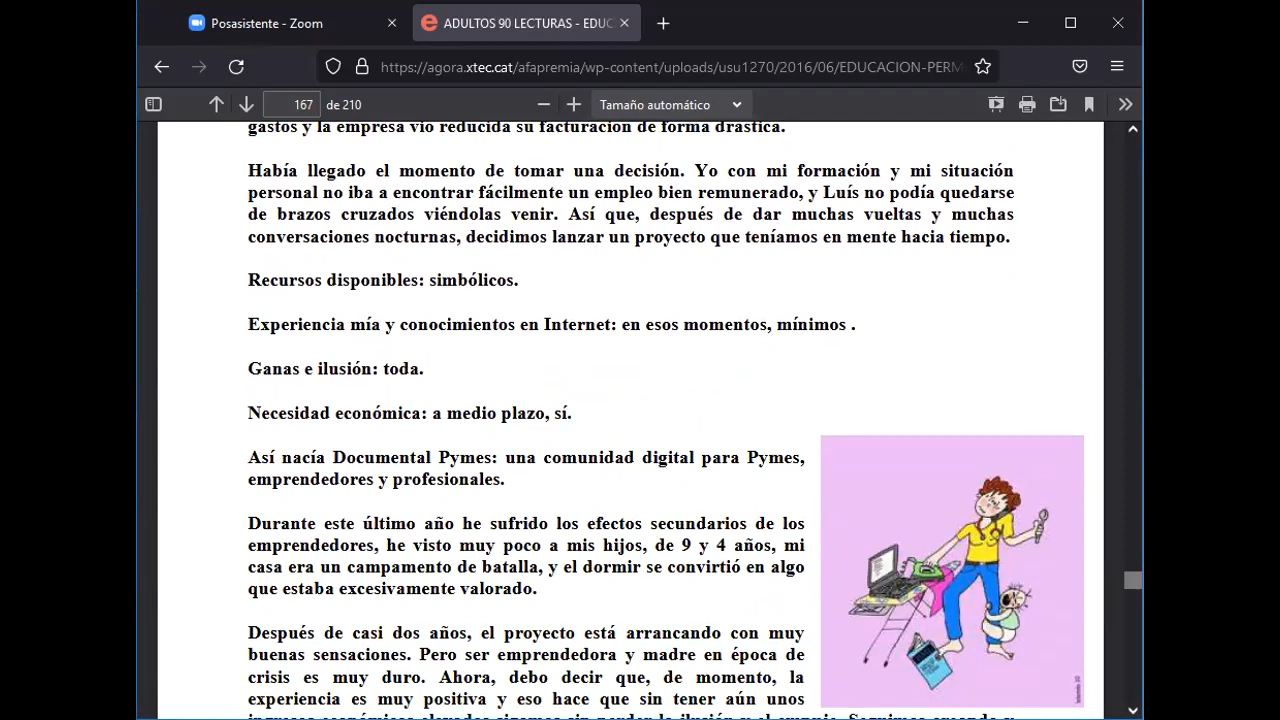 Posasistente - Zoom
ADULTOS 90 LECTURAS - EDUC
https://agora.xtec.cat/afapremia/wp-content/uploads/usu1270/2016/06/EDUCACION-PERM
167 de 210
Tamaño automático
gastos y la empresa vio reducida su facturación de forma drástica.
Había llegado el momento de tomar una decisión. Yo con mi formación y mi situación
personal no iba a encontrar fácilmente un empleo bien remunerado, y Luís no podía quedarse
de brazos cruzados viéndolas venir. Así que, después de dar muchas vueltas y muchas
conversaciones nocturnas, decidimos lanzar un proyecto que teníamos en mente hacia tiempo.
Recursos disponibles: simbólicos.
Experiencia mía y conocimientos en Internet: en esos momentos, mínimos .
Ganas e ilusión: toda.
Necesidad económica: a medio plazo, sí.
Así nacía Documental Pymes: una comunidad digital para Pymes,
emprendedores y profesionales.
Durante este último año he sufrido los efectos secundarios de los
emprendedores, he visto muy poco a mis hijos, de 9 y 4 años, mi
casa era un campamento de batalla, y el dormir se convirtió en algo
que estaba excesivamente valorado.
Después de casi dos años, el proyecto está arrancando con muy
buenas sensaciones. Pero ser emprendedora y madre en época de
crisis es muy duro. Ahora, debo decir que, de momento, la
experiencia es muy positiva y eso hace que sin tener aún unos